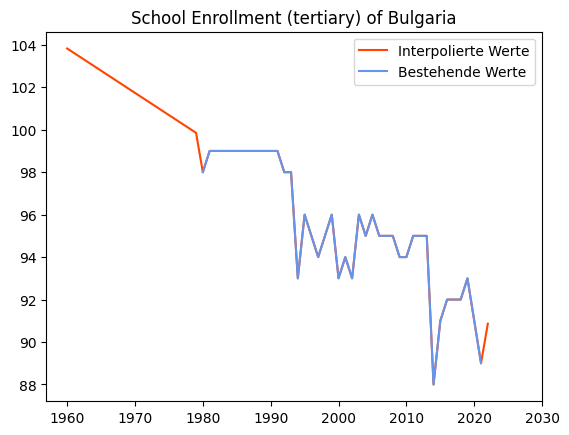 School Enrollment (tertiary) of Bulgaria
Interpolierte Werte
Bestehende Werte
104
102
100
98
96
94
92
90
88
1960 1970 1980 1990 2000 2010 2020 2030